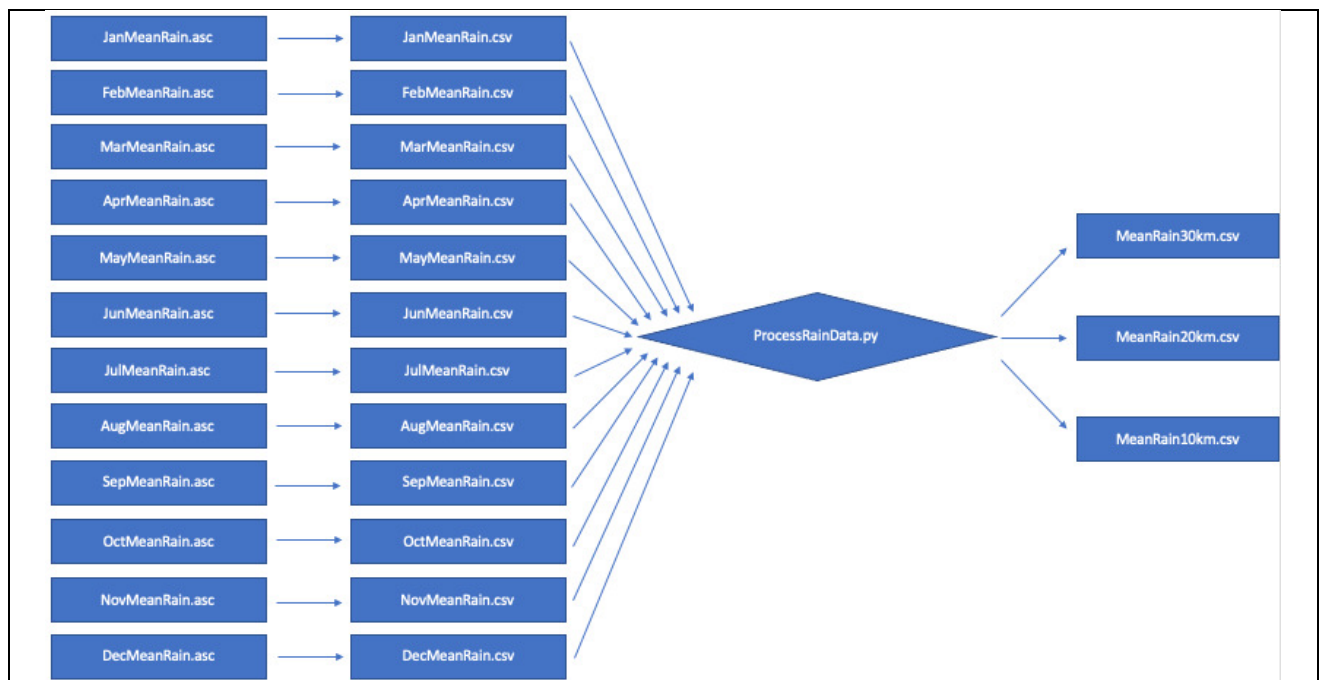 JanMeanRain.asc
JanMeanRain.csv
FebMeanRain.asc
FebMeanRain.csv
MarMeanRain.asc
MarMeanRain.csv
AprMeanRain.asc
AprMeanRain.csv
MayMeanRain.asc
MayMeanRain.csv
MeanRain30km.csv
JunMeanRain.asc
JunMeanRain.csv
ProcessRainData.py
MeanRain20km.csv
JulMeanRain.asc
JulMeanRain.csv
AugMeanRain.asc
AugMeanRain.csv
MeanRain10km.csv
SepMeanRain.asc
SepMeanRain.csv
OctMeanRain.asc
OctMeanRain.csv
NovMeanRain.asc
NovMeanRain.csv
DecMeanRain.asc
DecMeanRain.csv